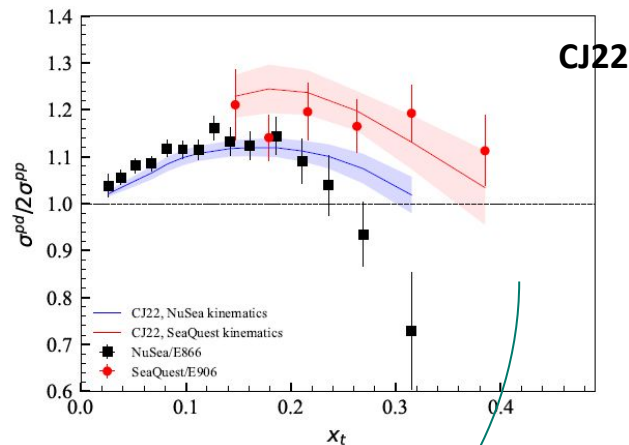 CJ22
σ^{pd}/2σ^{pp}
1.4
1.3
1.2
1.1
1.0
0.9
0.8
0.7
0.6
CJ22, NuSea kinematics
CJ22, SeaQuest kinematics
NuSea/E866
SeaQuest/E906
0.0 0.1 0.2 0.3 0.4
x_t